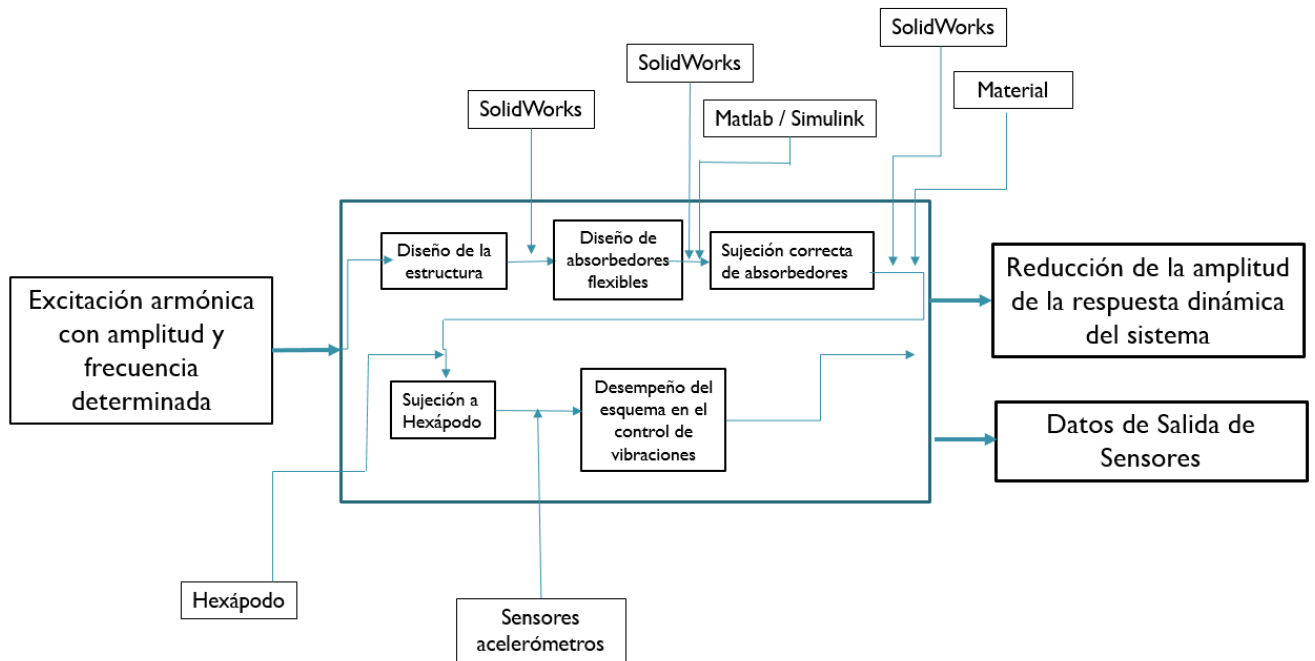 SolidWorks
SolidWorks
SolidWorks
Material
Matlab / Simulink
Diseño de la
estructura
Diseño de
absorbedores
flexibles
Sujeción correcta
de absorbedores
Excitación armónica
con amplitud y
frecuencia
determinada
Reducción de la amplitud
de la respuesta dinámica
del sistema
Sujeción a
Hexápodo
Desempeño del
esquema en el
control de
vibraciones
Datos de Salida de
Sensores
Hexápodo
Sensores
acelerómetros